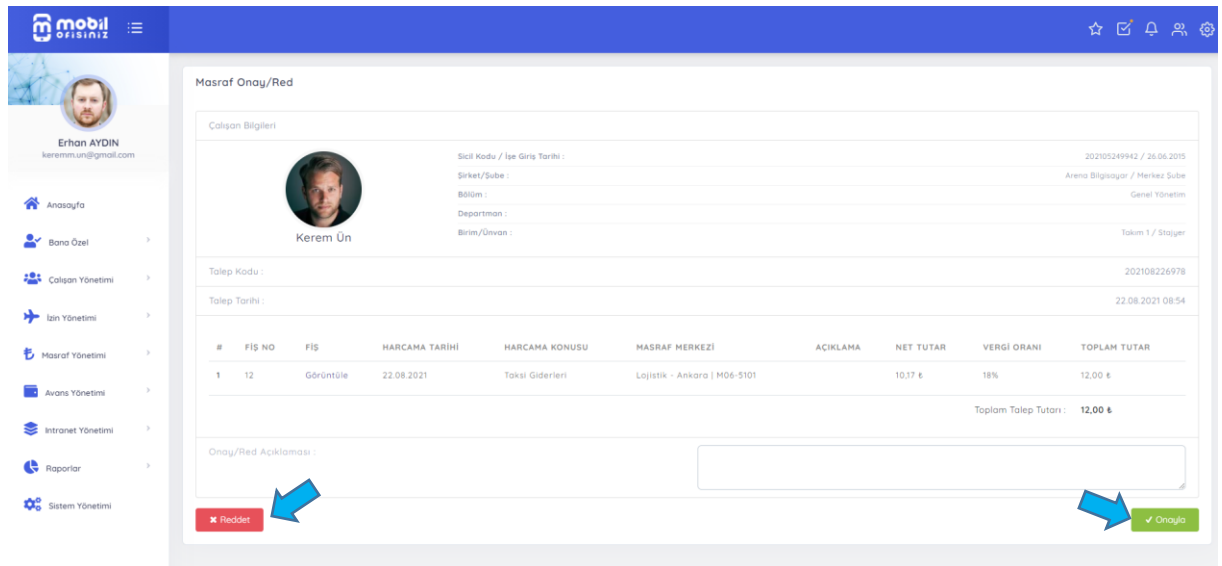 mobil
ofisiniz
Erhan AYDIN
keremm.un@gmail.com
Anasayfa
Bana Özel
Çalışan Yönetimi
İzin Yönetimi
Masraf Yönetimi
Avans Yönetimi
Intranet Yönetimi
Raporlar
Sistem Yönetimi
Masraf Onay/Red
Çalışan Bilgileri
Kerem Ün
Sicil Kodu / İşe Giriş Tarihi : 202105249942 / 26.06.2015
Şirket/Şube : Arena Bilgisayar / Merkez Şube
Bölüm : Genel Yönetim
Departman :
Birim/Ünvan : Takım 1 / Stajyer
Talep Kodu : 202108226978
Talep Tarihi : 22.08.2021 08:54
# FİŞ NO FİŞ HARCAMA TARİHİ HARCAMA KONUSU MASRAF MERKEZİ AÇIKLAMA NET TUTAR VERGİ ORANI TOPLAM TUTAR
1 12 Görüntüle 22.08.2021 Taksi Giderleri Lojistik - Ankara | M06-5101 10,17 ₺ 18% 12,00 ₺
Toplam Talep Tutarı : 12,00 ₺
Onay/Red Açıklaması :
✖ Reddet
✔ Onayla